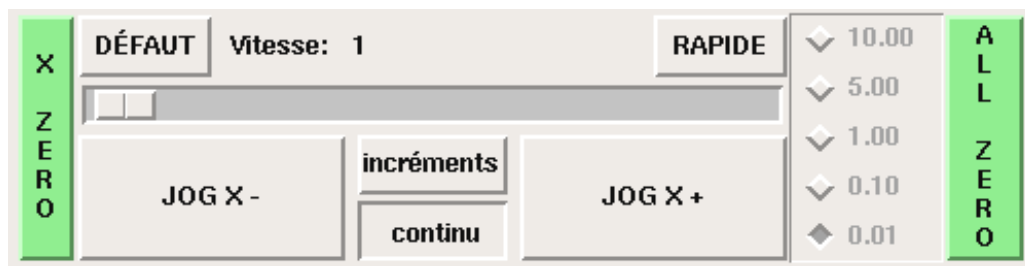 X ZERO
DÉFAUT Vitesse: 1 RAPIDE
JOG X - incréments JOG X +
continu
10.00
5.00
1.00
0.10
0.01
ALL ZERO